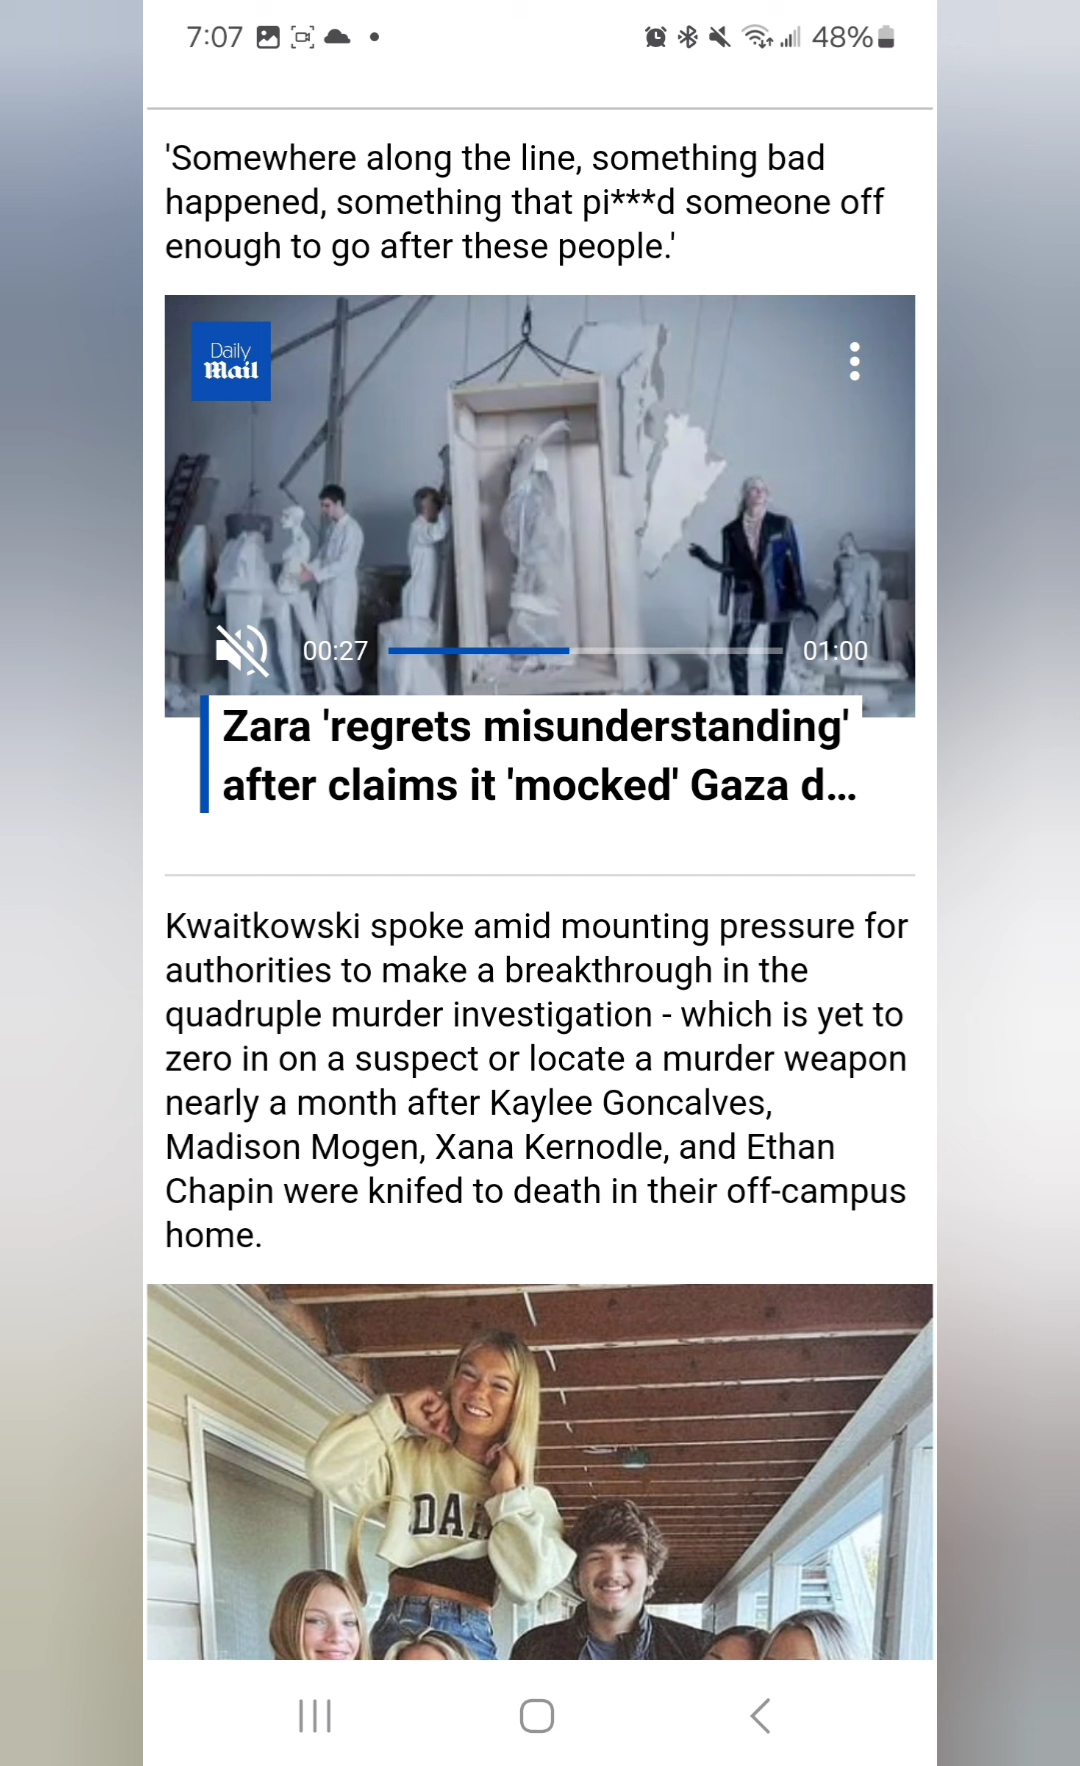 7:07
48%
'Somewhere along the line, something bad
happened, something that pi***d someone off
enough to go after these people.'
Daily
Mail
00:27
01:00
Zara 'regrets misunderstanding'
after claims it 'mocked' Gaza d...
Kwaitkowski spoke amid mounting pressure for
authorities to make a breakthrough in the
quadruple murder investigation - which is yet to
zero in on a suspect or locate a murder weapon
nearly a month after Kaylee Goncalves,
Madison Mogen, Xana Kernodle, and Ethan
Chapin were knifed to death in their off-campus
home.
DA